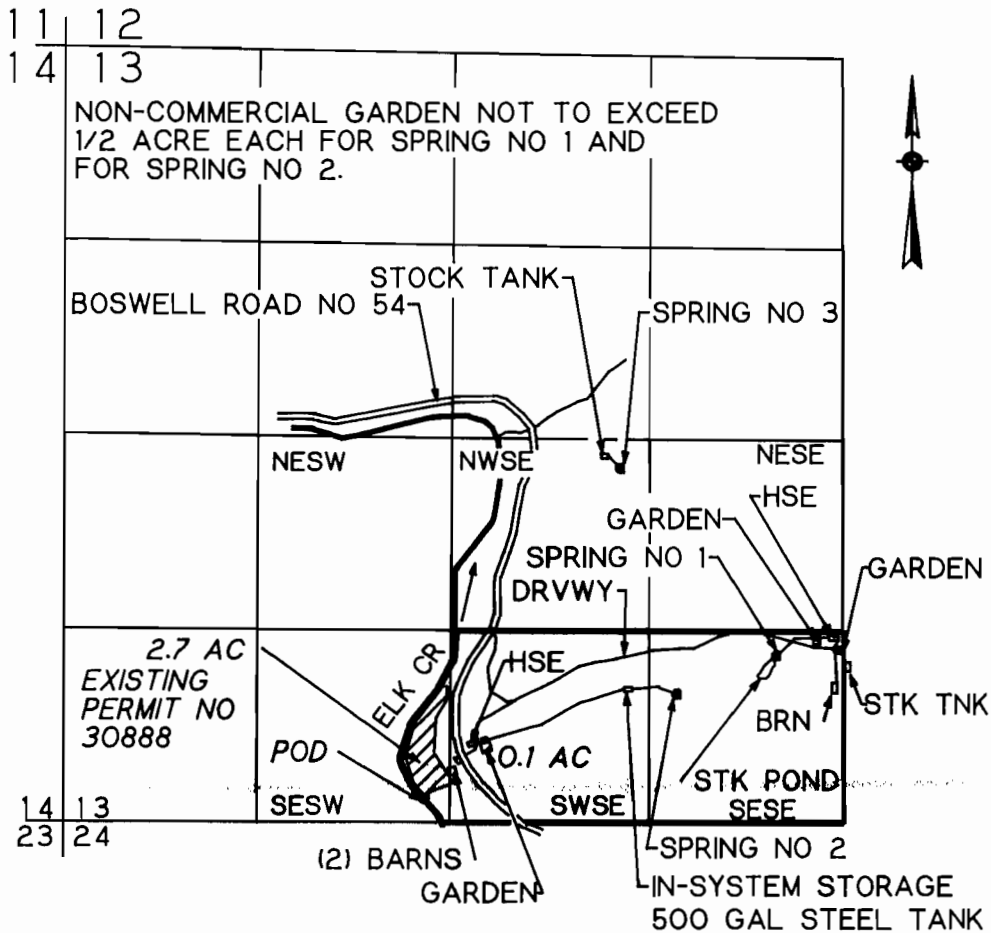 11 12
14 13
NON-COMMERCIAL GARDEN NOT TO EXCEED
1/2 ACRE EACH FOR SPRING NO 1 AND
FOR SPRING NO 2.
STOCK TANK
BOSWELL ROAD NO 54
SPRING NO 3
NESW
NWSE
NESE
HSE
GARDEN
SPRING NO 1
GARDEN
DRVWY
2.7 AC
EXISTING
PERMIT NO
30888
ELK CR
HSE
STK TNK
BRN
POD
0.1 AC
STK POND
SESW
SWSE
SESE
14 13
23 24
(2) BARNS
GARDEN
SPRING NO 2
IN-SYSTEM STORAGE
500 GAL STEEL TANK